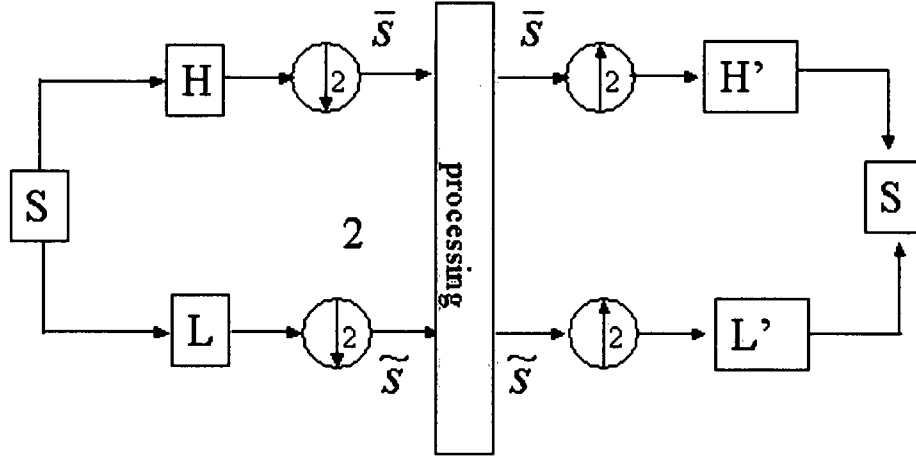 s̄ s̄
H ↓2 ↑2 H’
S processing S
2
L ↓2 ↑2 L’
s̃ s̃